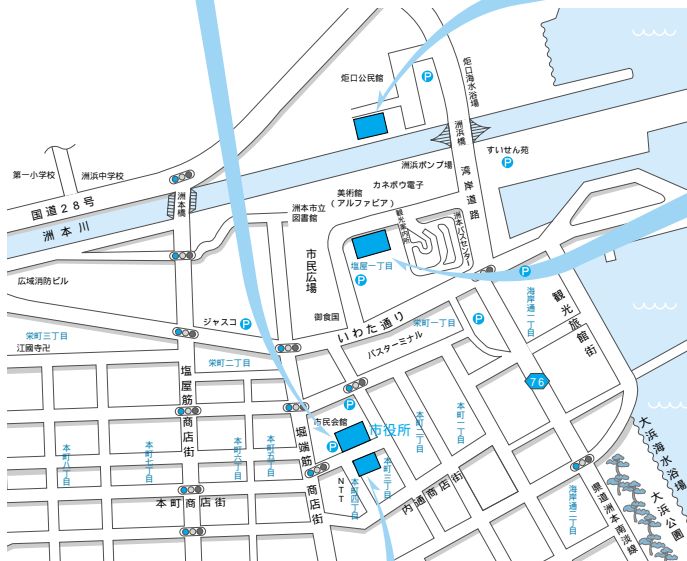 炬口公民館
P
炬口海水浴場
洲浜橋
すいせん苑
P
第一小学校
洲浜中学校
洲本橋
洲浜ポンプ場
湾岸道路
カネボウ電子
美術館
(アルファビア)
国道28号
洲本川
洲本市立
図書館
観光案内所
洲本バスセンター
市民広場
塩屋一丁目
P
P
広域消防ビル
海岸通一丁目
観光旅館街
ジャスコ
P
御食国
いわた通り
栄町一丁目
P
栄町三丁目
江國寺卍
バスターミナル
栄町二丁目
塩屋筋
商店街
76
P
市民会館
市役所
P
本町二丁目
本町一丁目
大浜海水浴場
堀端筋
商店街
本町八丁目
本町七丁目
本町六丁目
本町五丁目
本町三丁目
NTT
本町四丁目
内通商店街
本町商店街
海岸通二丁目
県道洲本南淡線
大浜公園